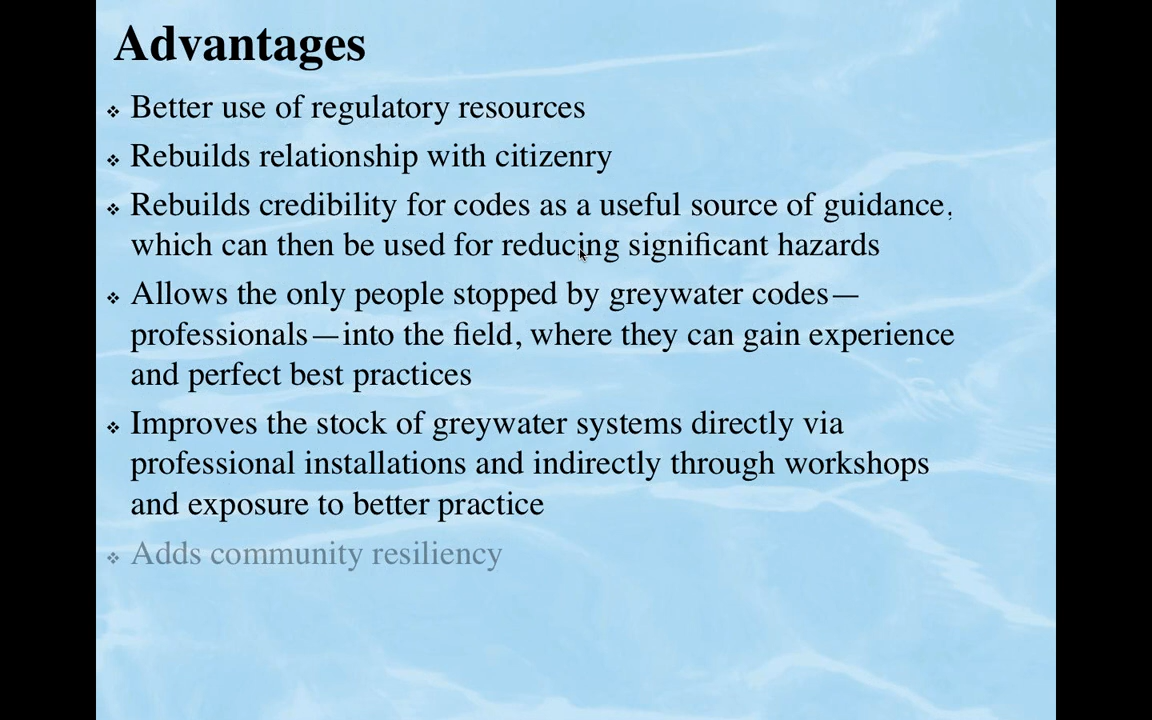 Advantages
❖ Better use of regulatory resources
❖ Rebuilds relationship with citizenry
❖ Rebuilds credibility for codes as a useful source of guidance,
which can then be used for reducing significant hazards
❖ Allows the only people stopped by greywater codes—
professionals—into the field, where they can gain experience
and perfect best practices
❖ Improves the stock of greywater systems directly via
professional installations and indirectly through workshops
and exposure to better practice
❖ Adds community resiliency